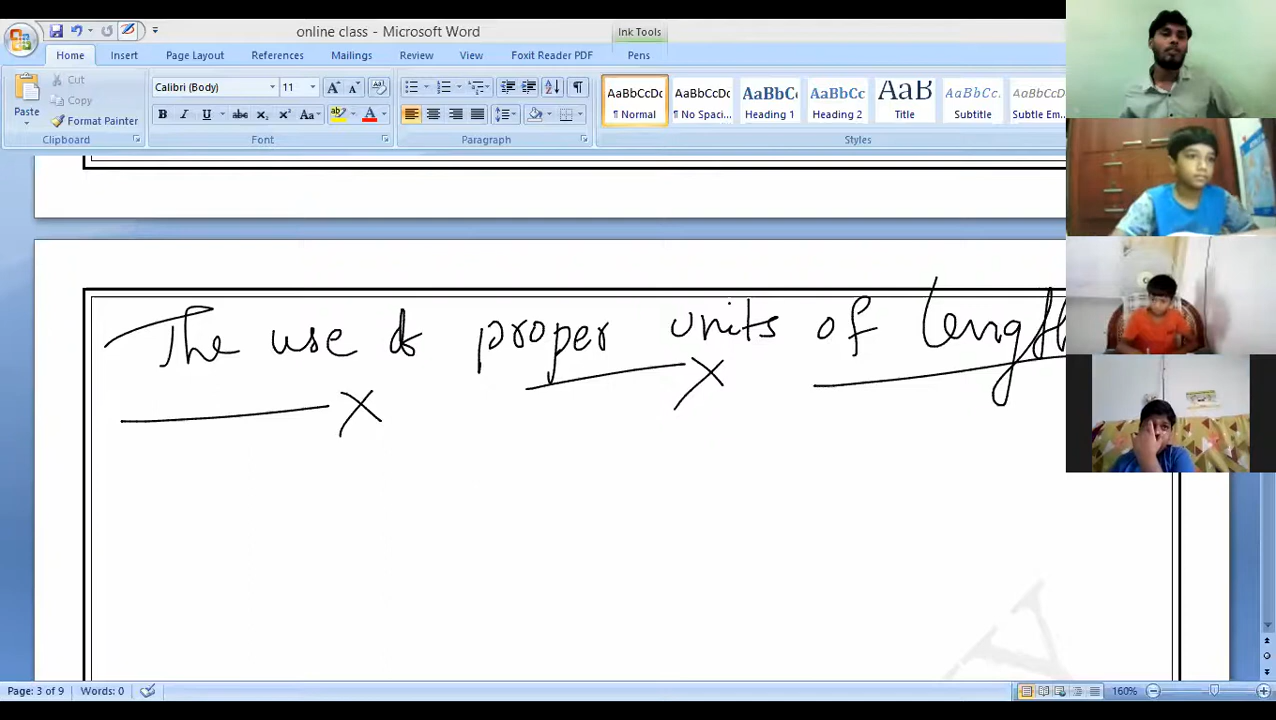 online class - Microsoft Word
Ink Tools
Home Insert Page Layout References Mailings Review View Foxit Reader PDF Pens
Paste
Cut
Copy
Format Painter
Clipboard
Calibri (Body) 11
Font
Paragraph
AaBbCcDc AaBbCcDc AaBbC AaBbCc AaB AaBbCc. AaBbCcDc
¶ Normal ¶ No Spaci... Heading 1 Heading 2 Title Subtitle Subtle Em...
Styles
The use of proper units of length
Page: 3 of 9 Words: 0 160%